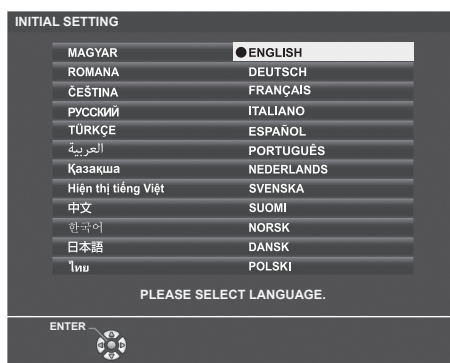 INITIAL SETTING
MAGYAR ENGLISH
ROMANA DEUTSCH
ČEŠTINA FRANÇAIS
РУССКИЙ ITALIANO
TÜRKÇE ESPAÑOL
العربية PORTUGUÊS
Қазақша NEDERLANDS
Hiện thị tiếng Việt SVENSKA
中文 SUOMI
한국어 NORSK
日本語 DANSK
ไทย POLSKI
PLEASE SELECT LANGUAGE.
ENTER